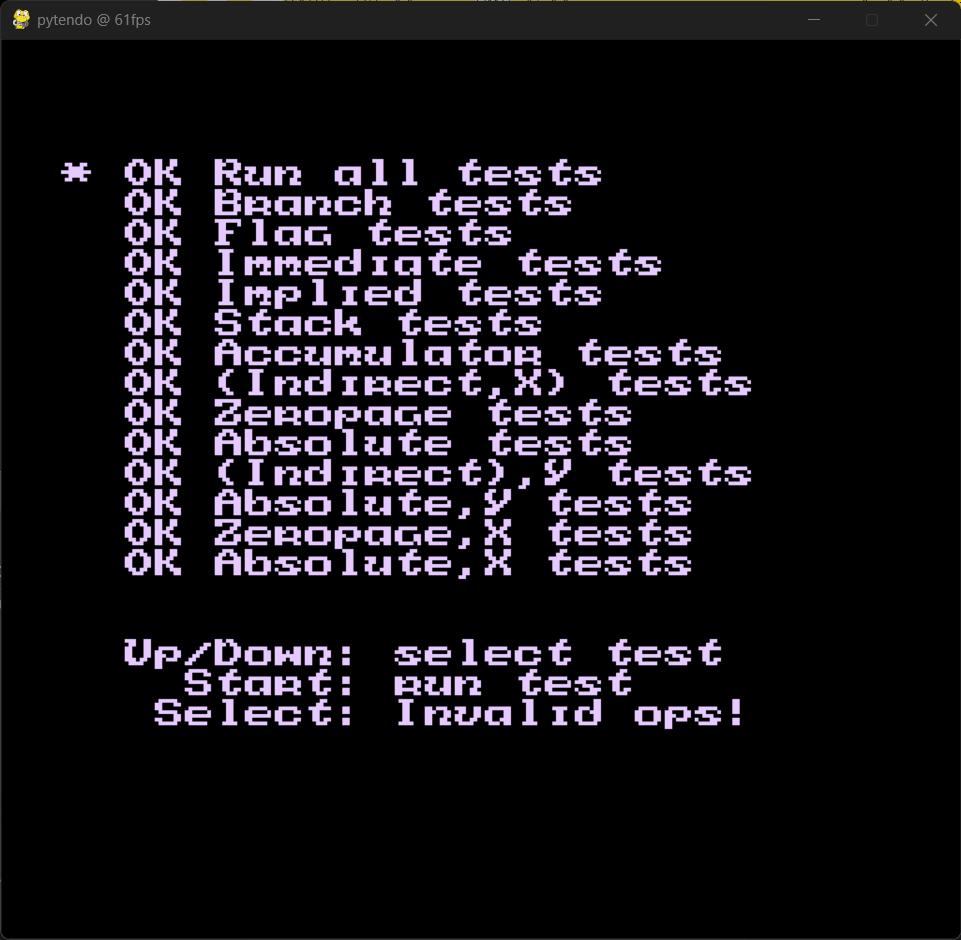 pytendo @ 61fps
* OK Run all tests
OK Branch tests
OK Flag tests
OK Immediate tests
OK Implied tests
OK Stack tests
OK Accumulator tests
OK (Indirect,X) tests
OK Zeropage tests
OK Absolute tests
OK (Indirect),Y tests
OK Absolute,Y tests
OK Zeropage,X tests
OK Absolute,X tests
Up/Down: select test
Start: run test
Select: Invalid ops!